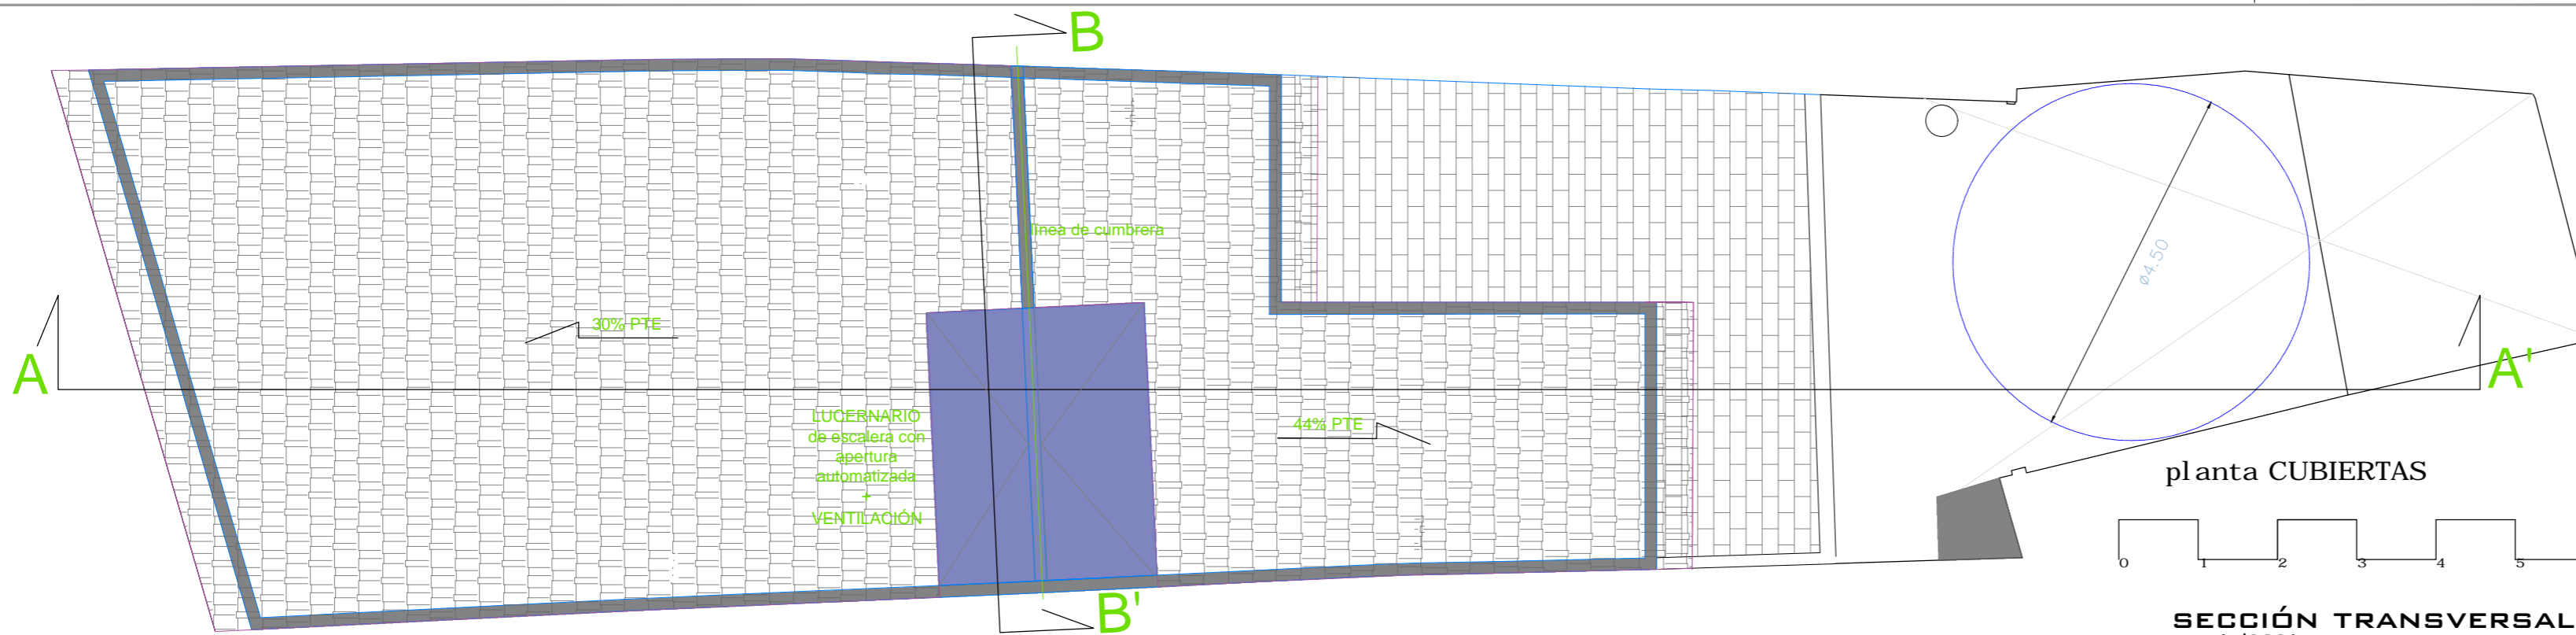 B
línea de cumbrera
30% PTE
A
A'
LUCERNARIO
de escalera con
apertura
automatizada
+
VENTILACIÓN
44% PTE
ø4.50
planta CUBIERTAS
0 1 2 3 4 5
B'
SECCIÓN TRANSVERSAL